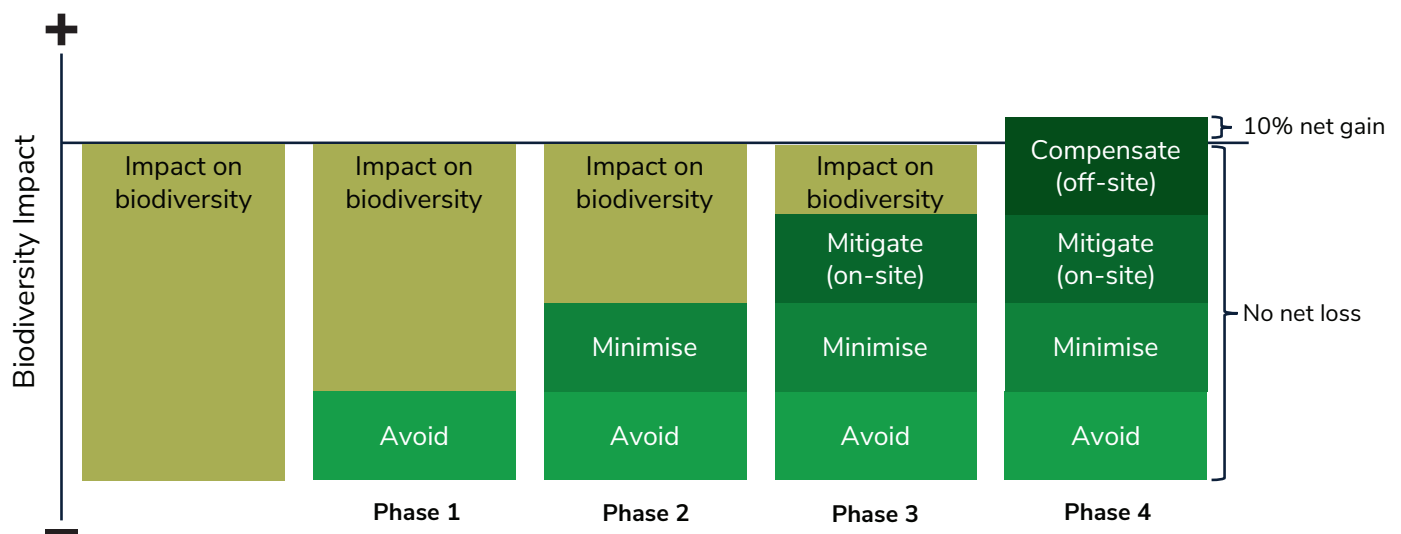 +
Biodiversity Impact
Impact on
biodiversity
Impact on
biodiversity
Avoid
Phase 1
Impact on
biodiversity
Minimise
Avoid
Phase 2
Impact on
biodiversity
Mitigate
(on-site)
Minimise
Avoid
Phase 3
Compensate
(off-site)
Mitigate
(on-site)
Minimise
Avoid
Phase 4
10% net gain
No net loss
–